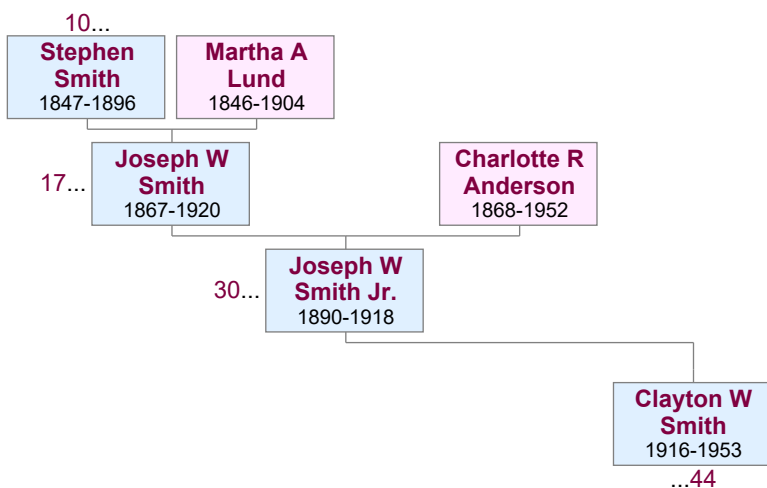 10...
Stephen
Smith
1847-1896
Martha A
Lund
1846-1904
17...
Joseph W
Smith
1867-1920
Charlotte R
Anderson
1868-1952
30...
Joseph W
Smith Jr.
1890-1918
Clayton W
Smith
1916-1953
...44